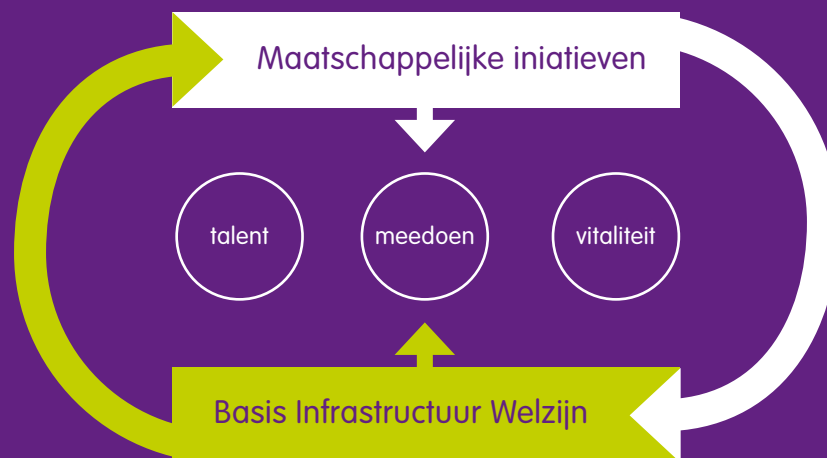 Maatschappelijke iniatieven
talent meedoen vitaliteit
Basis Infrastructuur Welzijn